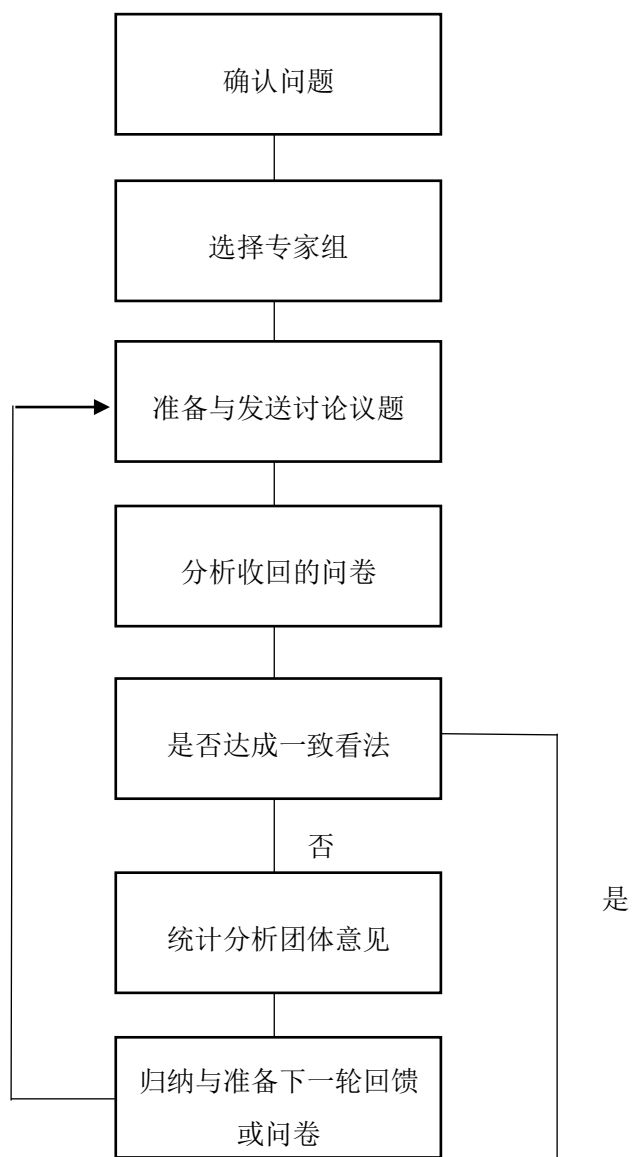 确认问题
选择专家组
准备与发送讨论议题
分析收回的问卷
是否达成一致看法
否
是
统计分析团体意见
归纳与准备下一轮回馈
或问卷